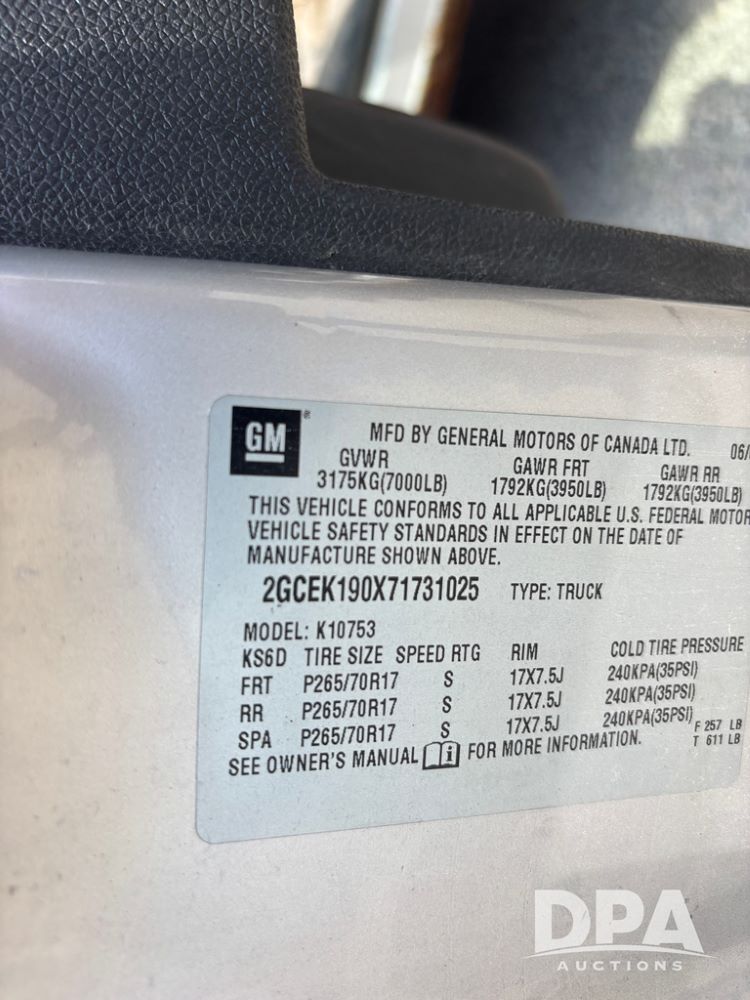 GM®
MFD BY GENERAL MOTORS OF CANADA LTD. 06/
GVWR GAWR FRT GAWR RR
3175KG(7000LB) 1792KG(3950LB) 1792KG(3950LB)
THIS VEHICLE CONFORMS TO ALL APPLICABLE U.S. FEDERAL MOTOR
VEHICLE SAFETY STANDARDS IN EFFECT ON THE DATE OF
MANUFACTURE SHOWN ABOVE.
2GCEK190X71731025 TYPE: TRUCK
MODEL: K10753
KS6D TIRE SIZE SPEED RTG RIM COLD TIRE PRESSURE
FRT P265/70R17 S 17X7.5J 240KPA(35PSI)
RR P265/70R17 S 17X7.5J 240KPA(35PSI)
SPA P265/70R17 S 17X7.5J 240KPA(35PSI)
F 257 LB
T 611 LB
SEE OWNER'S MANUAL i FOR MORE INFORMATION.
DPA
AUCTIONS